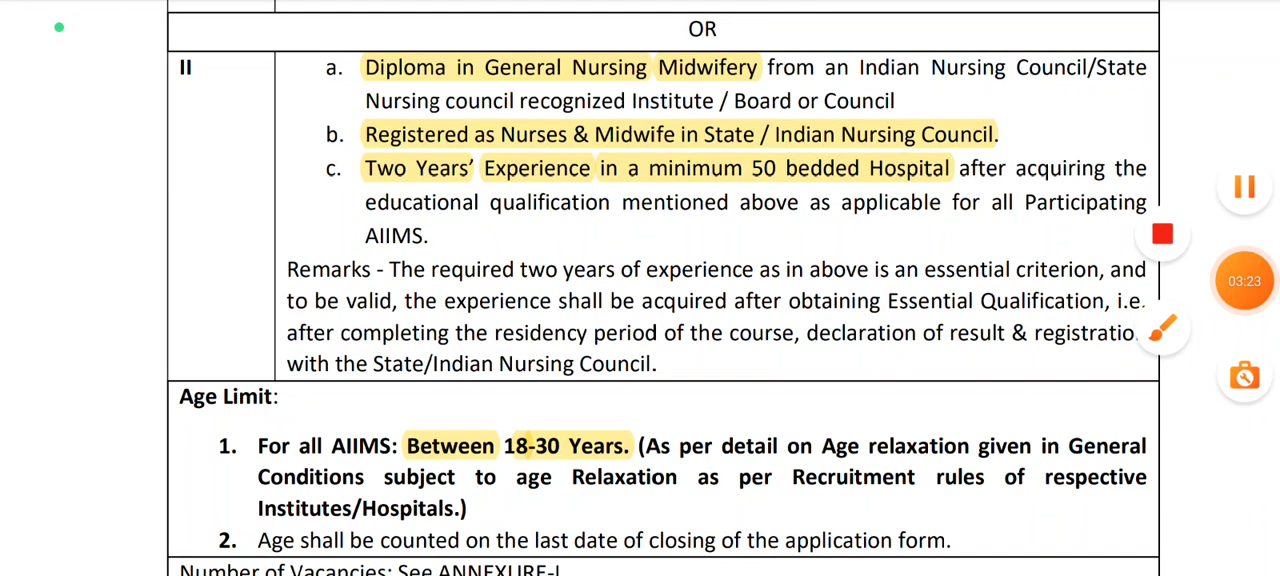 OR
II
a. Diploma in General Nursing Midwifery from an Indian Nursing Council/State
Nursing council recognized Institute / Board or Council
b. Registered as Nurses & Midwife in State / Indian Nursing Council.
c. Two Years’ Experience in a minimum 50 bedded Hospital after acquiring the
educational qualification mentioned above as applicable for all Participating
AIIMS.
Remarks - The required two years of experience as in above is an essential criterion, and
to be valid, the experience shall be acquired after obtaining Essential Qualification, i.e.
after completing the residency period of the course, declaration of result & registratio
with the State/Indian Nursing Council.
Age Limit:
1. For all AIIMS: Between 18-30 Years. (As per detail on Age relaxation given in General
Conditions subject to age Relaxation as per Recruitment rules of respective
Institutes/Hospitals.)
2. Age shall be counted on the last date of closing of the application form.
Number of Vacancies: See ANNEXURE-I
03:23